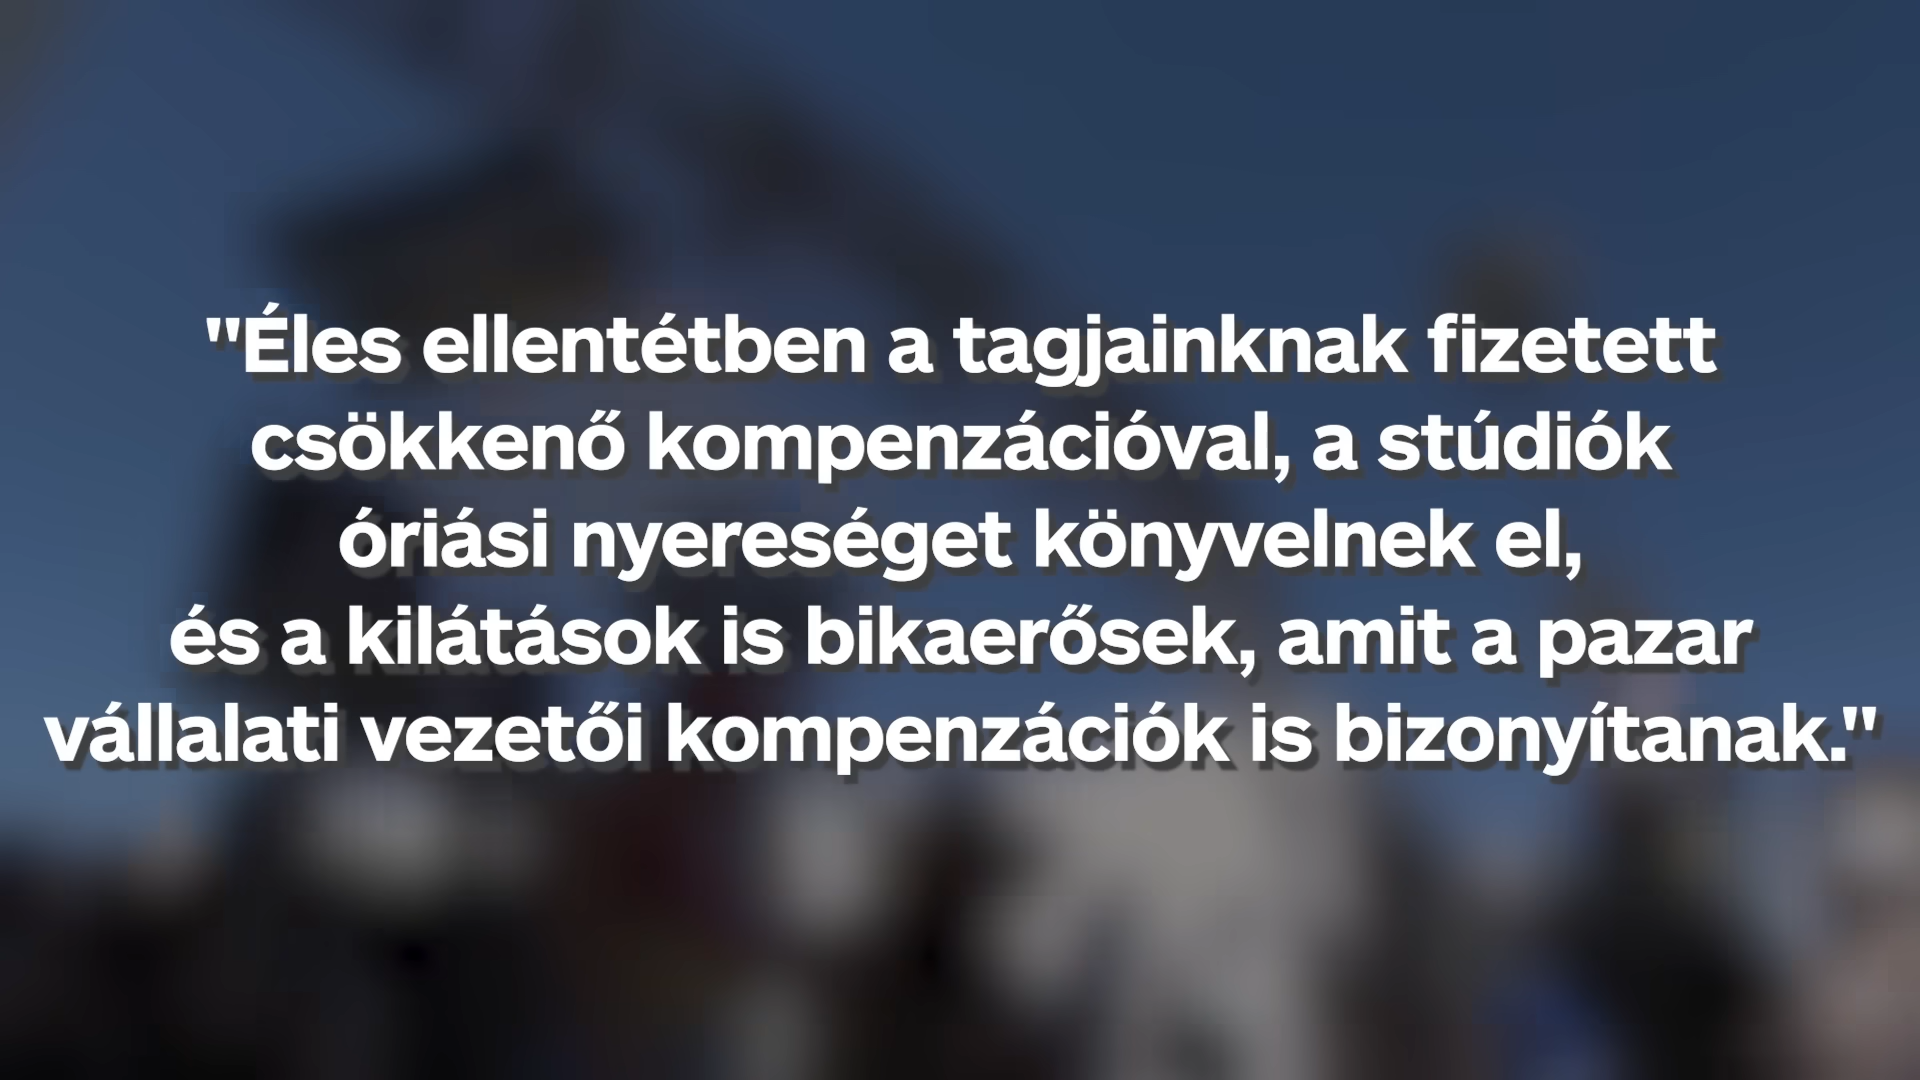 "Éles ellentétben a tagjainknak fizetett
csökkenő kompenzációval, a stúdiók
óriási nyereséget könyvelnek el,
és a kilátások is bikaerősek, amit a pazar
vállalati vezetői kompenzációk is bizonyítanak."